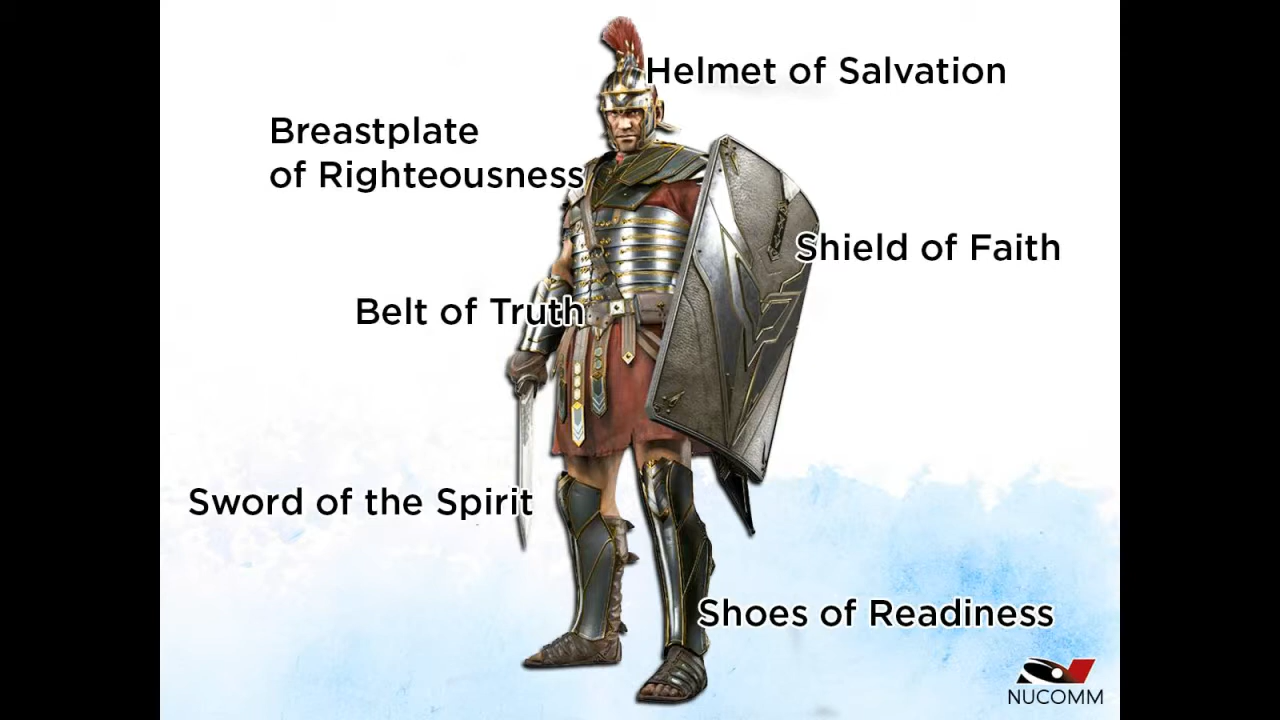 Helmet of Salvation
Breastplate
of Righteousness
Shield of Faith
Belt of Truth
Sword of the Spirit
Shoes of Readiness
NUCOMM